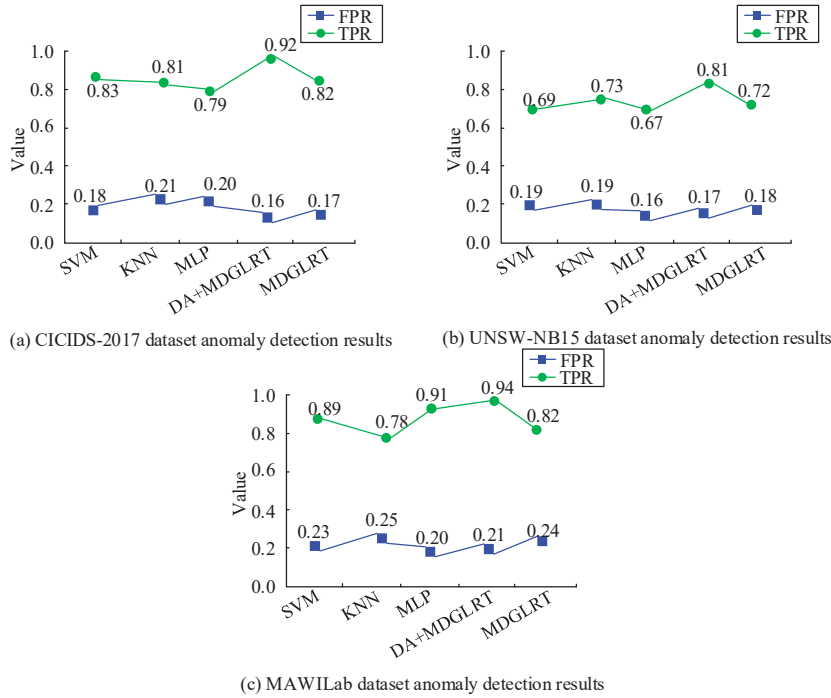 FPR
TPR
1.0
0.8
0.6
0.4
0.2
0.0
Value
0.83
0.81
0.79
0.92
0.82
0.18
0.21
0.20
0.16
0.17
SVM
KNN
MLP
DA+MDGLRT
MDGLRT
(a) CICIDS-2017 dataset anomaly detection results
FPR
TPR
1.0
0.8
0.6
0.4
0.2
0.0
Value
0.69
0.73
0.67
0.81
0.72
0.19
0.19
0.16
0.17
0.18
SVM
KNN
MLP
DA+MDGLRT
MDGLRT
(b) UNSW-NB15 dataset anomaly detection results
FPR
TPR
1.0
0.8
0.6
0.4
0.2
0.0
Value
0.89
0.78
0.91
0.94
0.82
0.23
0.25
0.20
0.21
0.24
SVM
KNN
MLP
DA+MDGLRT
MDGLRT
(c) MAWILab dataset anomaly detection results